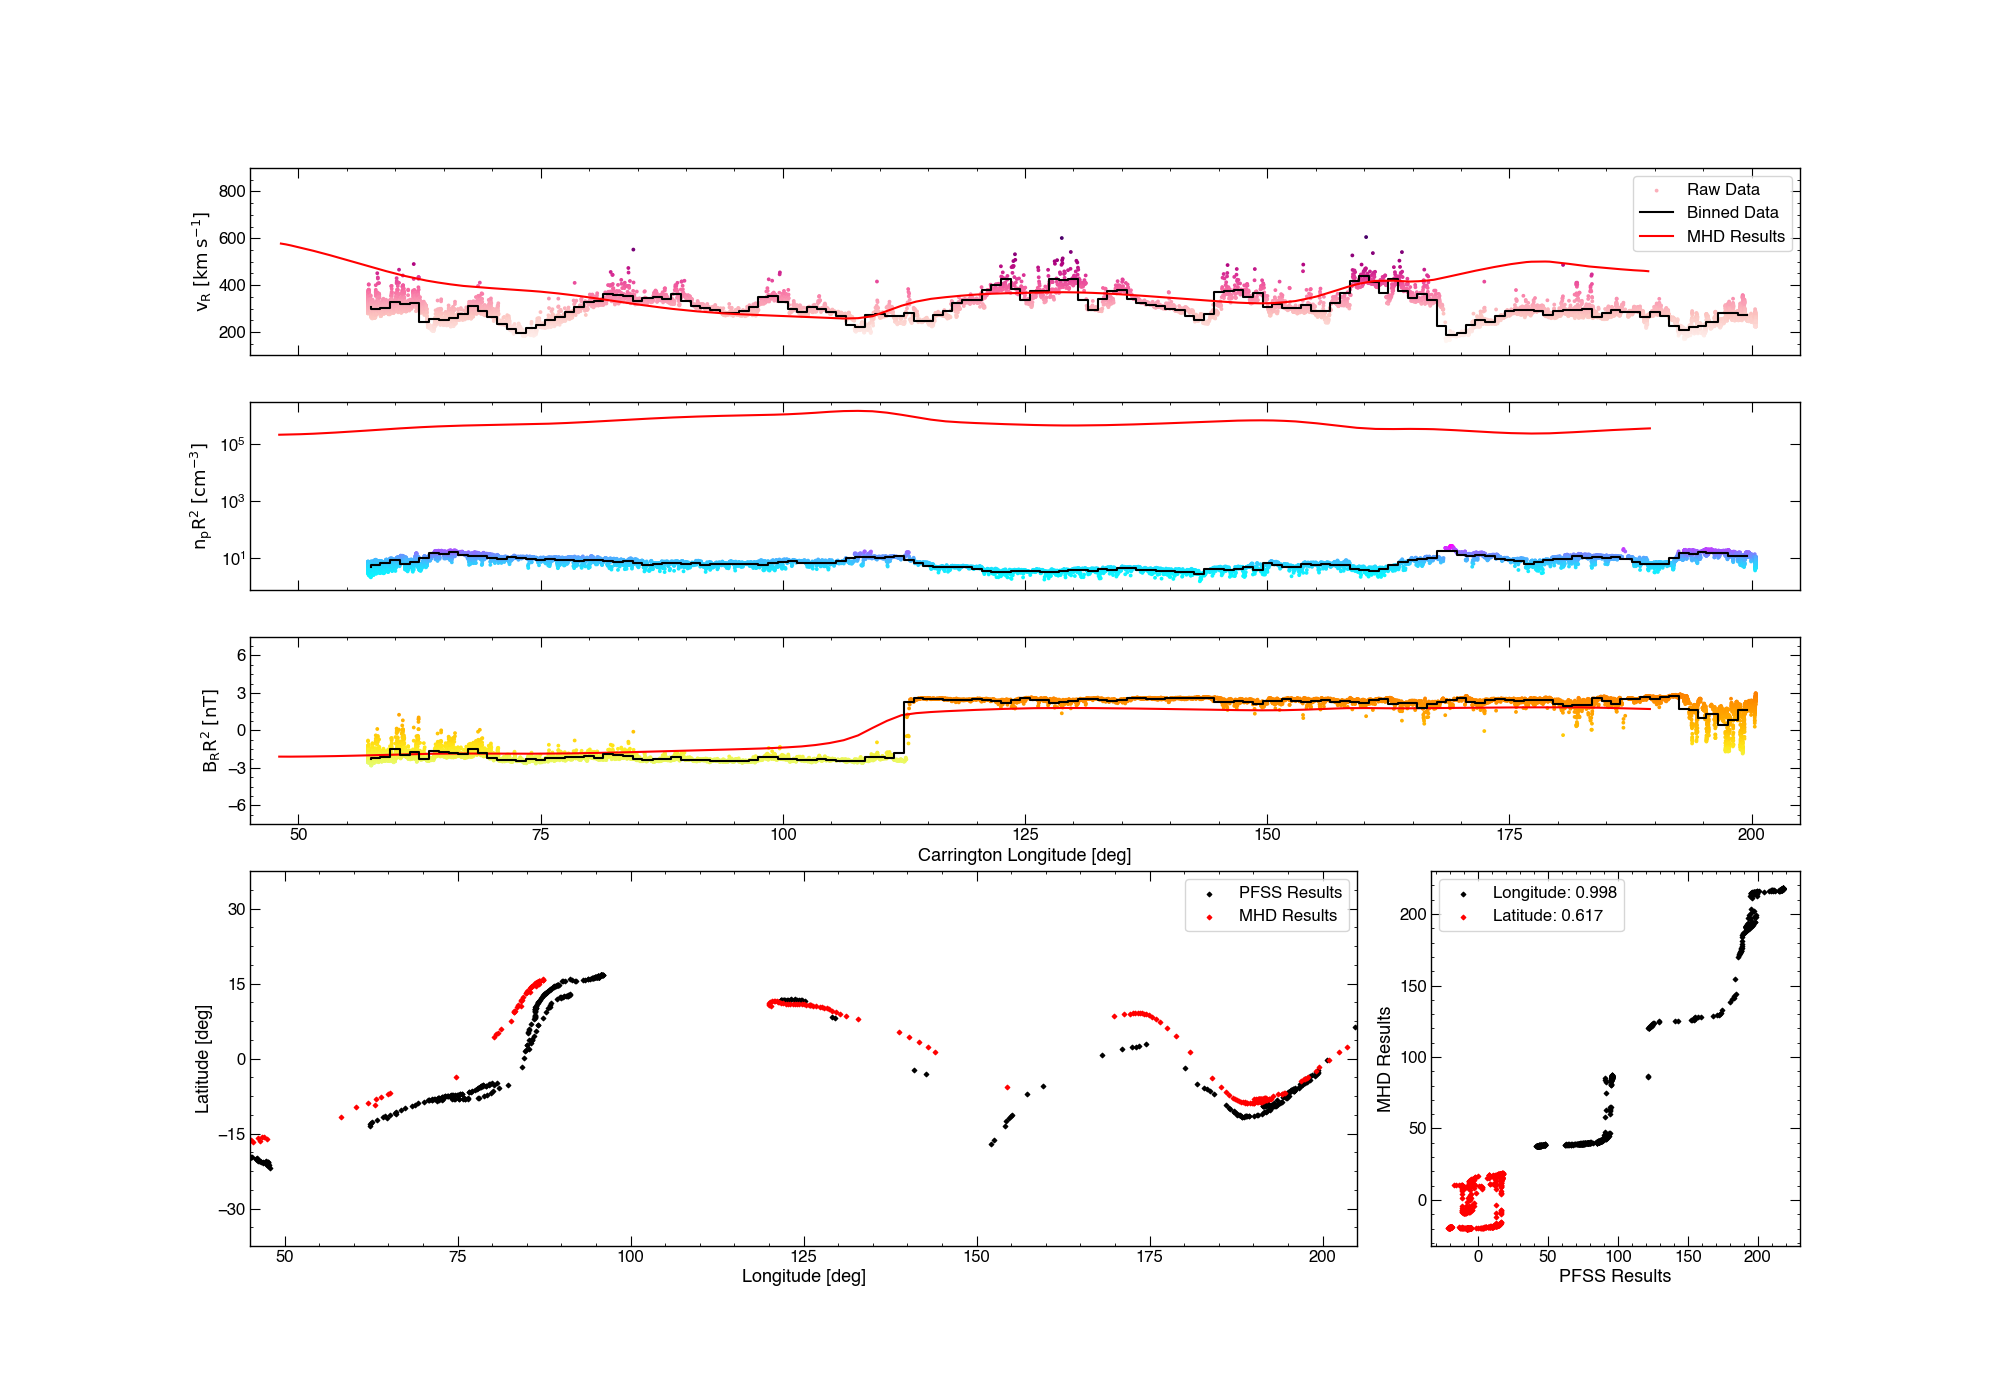 800
600
400
200
v_R [km s^−1]
Raw Data
Binned Data
MHD Results
10^5
10^3
10^1
n_pR^2 [cm^−3]
6
3
0
−3
−6
B_RR^2 [nT]
50 75 100 125 150 175 200
Carrington Longitude [deg]
30
15
0
−15
−30
Latitude [deg]
PFSS Results
MHD Results
50 75 100 125 150 175 200
Longitude [deg]
Longitude: 0.998
Latitude: 0.617
200
150
100
50
0
MHD Results
0 50 100 150 200
PFSS Results